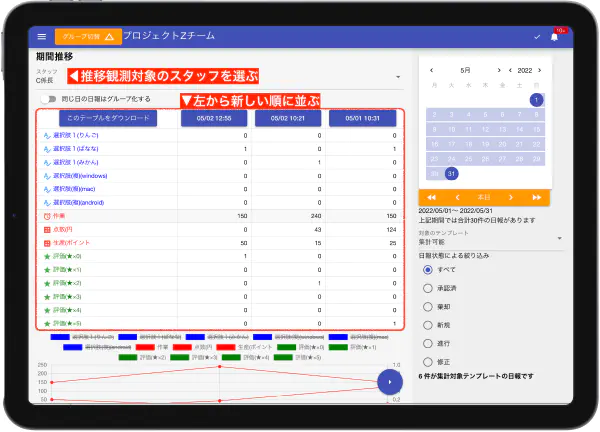 グループ切替
プロジェクトZチーム
10+
期間推移
スタッフ
C係長
◀推移観測対象のスタッフを選ぶ
同じ日の日報はグループ化する
▼左から新しい順に並ぶ
このテーブルをダウンロード 05/02 12:55 05/02 10:21 05/01 10:31
選択肢1(りんご) 0 0 0
選択肢1(ばなな) 1 0 1
選択肢1(みかん) 0 1 0
選択肢(複)(windows) 0 0 0
選択肢(複)(mac) 0 0 0
選択肢(複)(android) 0 0 0
作業 150 240 150
点数/円 0 43 124
生産/ポイント 50 15 25
評価(★×0) 1 0 0
評価(★×1) 0 0 0
評価(★×2) 0 1 0
評価(★×3) 0 0 0
評価(★×4) 0 0 0
評価(★×5) 0 0 1
選択肢1(りんご) 選択肢1(ばなな) 選択肢1(みかん) 選択肢(複)(windows)
選択肢(複)(mac) 選択肢(複)(android) 作業 点数/円 生産/ポイント 評価(★×0) 評価(★×1)
評価(★×2) 評価(★×3) 評価(★×4) 評価(★×5)
250
200
150
100
50
1.0
0.2
5月 2022
月 火 水 木 金 土 日
1
2 3 4 5 6 7 8
9 10 11 12 13 14 15
16 17 18 19 20 21 22
23 24 25 26 27 28 29
30 31
本日
2022/05/01〜 2022/05/31
上記期間では合計30件の日報があります
対象のテンプレート
集計可能
日報状態による絞り込み
すべて
承認済
棄却
新規
進行
修正
6 件が集計対象テンプレートの日報です